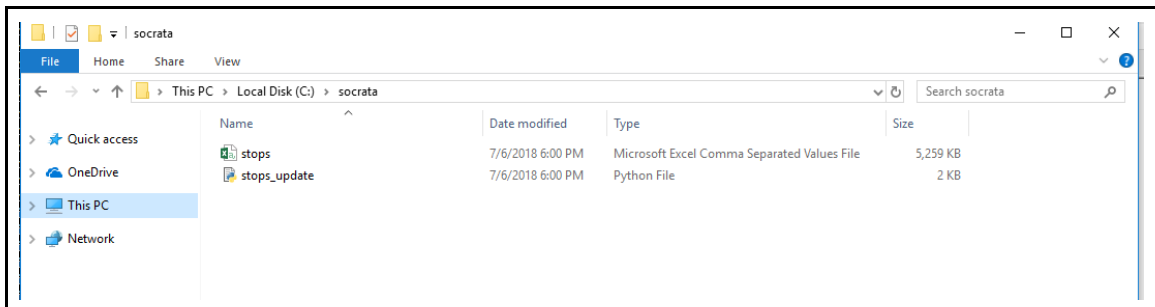 socrata
File Home Share View
This PC > Local Disk (C:) > socrata Search socrata
Name Date modified Type Size
Quick access
OneDrive
This PC
Network
stops 7/6/2018 6:00 PM Microsoft Excel Comma Separated Values File 5,259 KB
stops_update 7/6/2018 6:00 PM Python File 2 KB